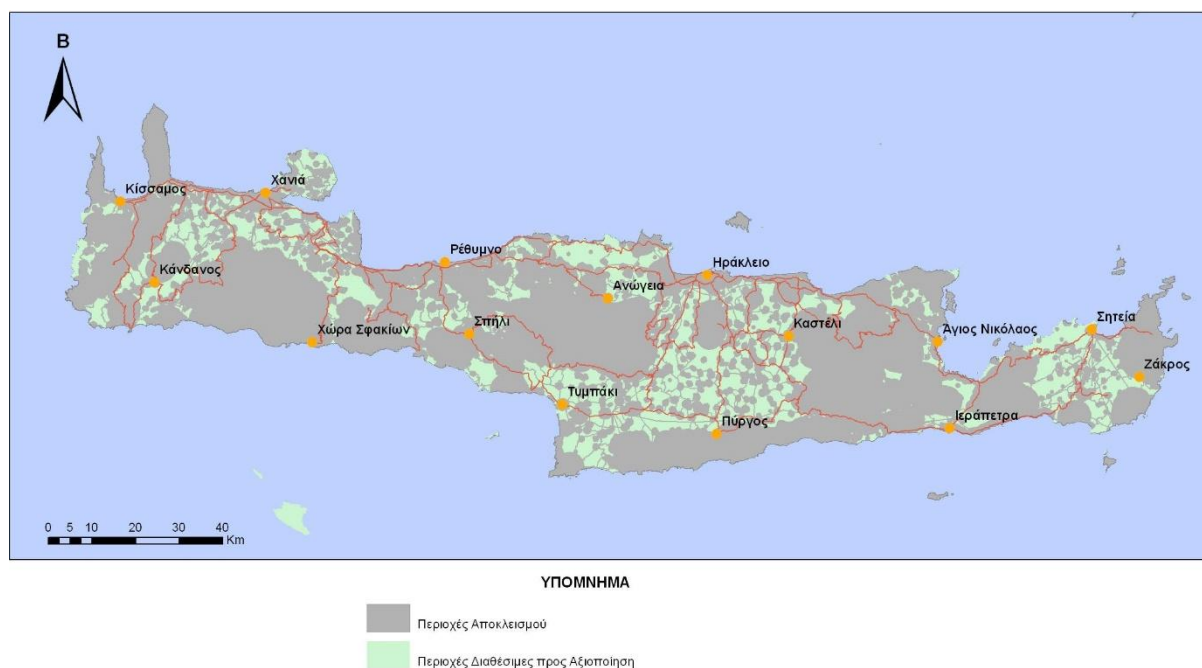 Β
Κίσσαμος
Χανιά
Κάνδανος
Ρέθυμνο
Ηράκλειο
Ανώγεια
Χώρα Σφακίων
Σπήλι
Καστέλι
Άγιος Νικόλαος
Σητεία
Ζάκρος
Τυμπάκι
Πύργος
Ιεράπετρα
0 5 10 20 30 40
Km
ΥΠΟΜΝΗΜΑ
Περιοχές Αποκλεισμού
Περιοχές Διαθέσιμες προς Αξιοποίηση